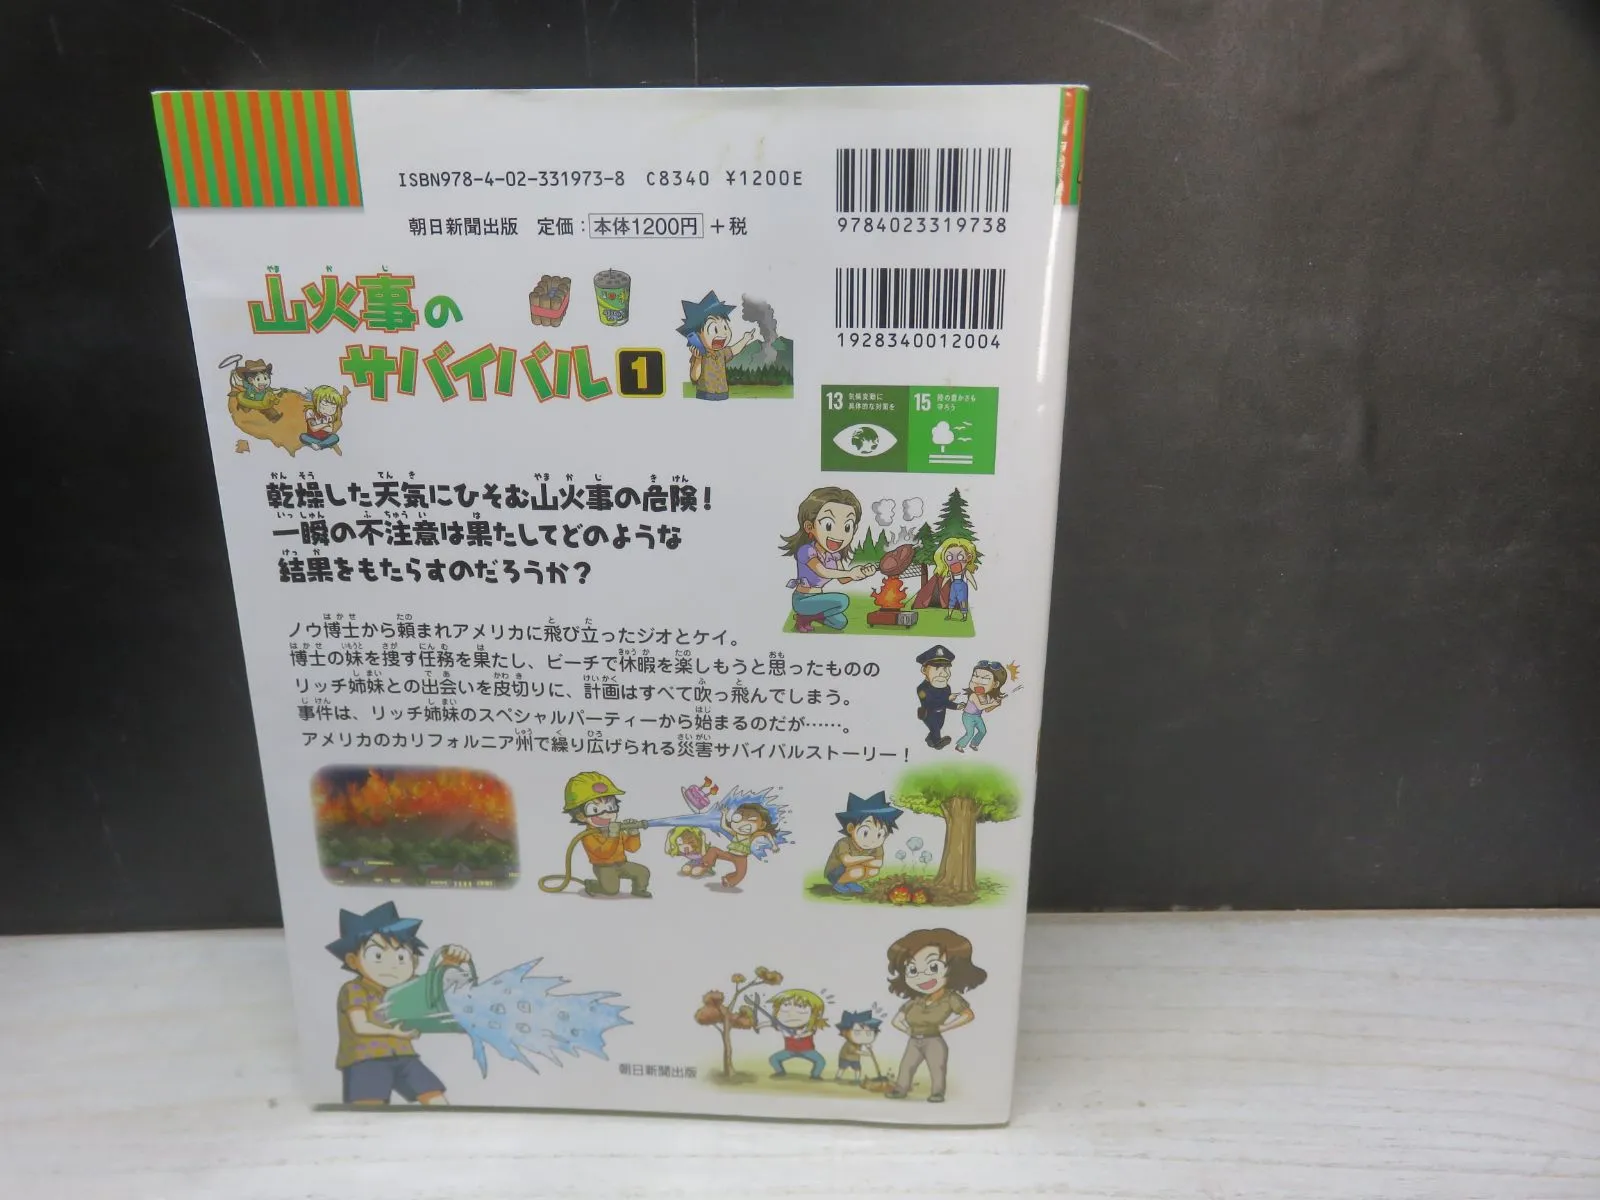 ISBN978-4-02-331973-8 C8340 ¥1200E
朝日新聞出版 定価：本体1200円＋税
9784023319738
1928340012004
山火事の
サバイバル 1
13 気候変動に
具体的な対策を
15 陸の豊かさも
守ろう
乾燥した天気にひそむ山火事の危険！
一瞬の不注意は果たしてどのような
結果をもたらすのだろうか？
ノウ博士から頼まれアメリカに飛び立ったジオとケイ。
博士の妹を捜す任務を果たし、ビーチで休暇を楽しもうと思ったものの
リッチ姉妹との出会いを皮切りに、計画はすべて吹っ飛んでしまう。
事件は、リッチ姉妹のスペシャルパーティーから始まるのだが……。
アメリカのカリフォルニア州で繰り広げられる災害サバイバルストーリー！
朝日新聞出版